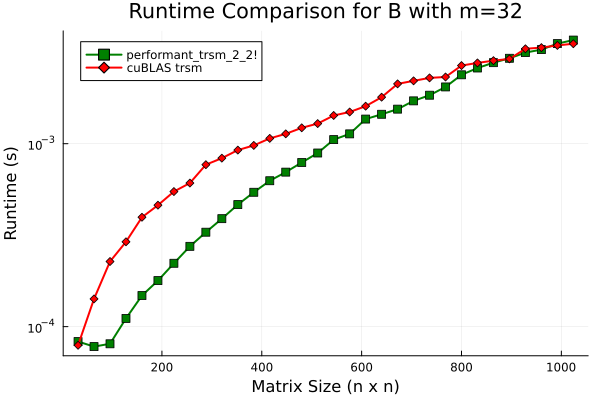 Runtime Comparison for B with m=32
performant_trsm_2_2!
cuBLAS trsm
Runtime (s)
10⁻³
10⁻⁴
200 400 600 800 1000
Matrix Size (n x n)